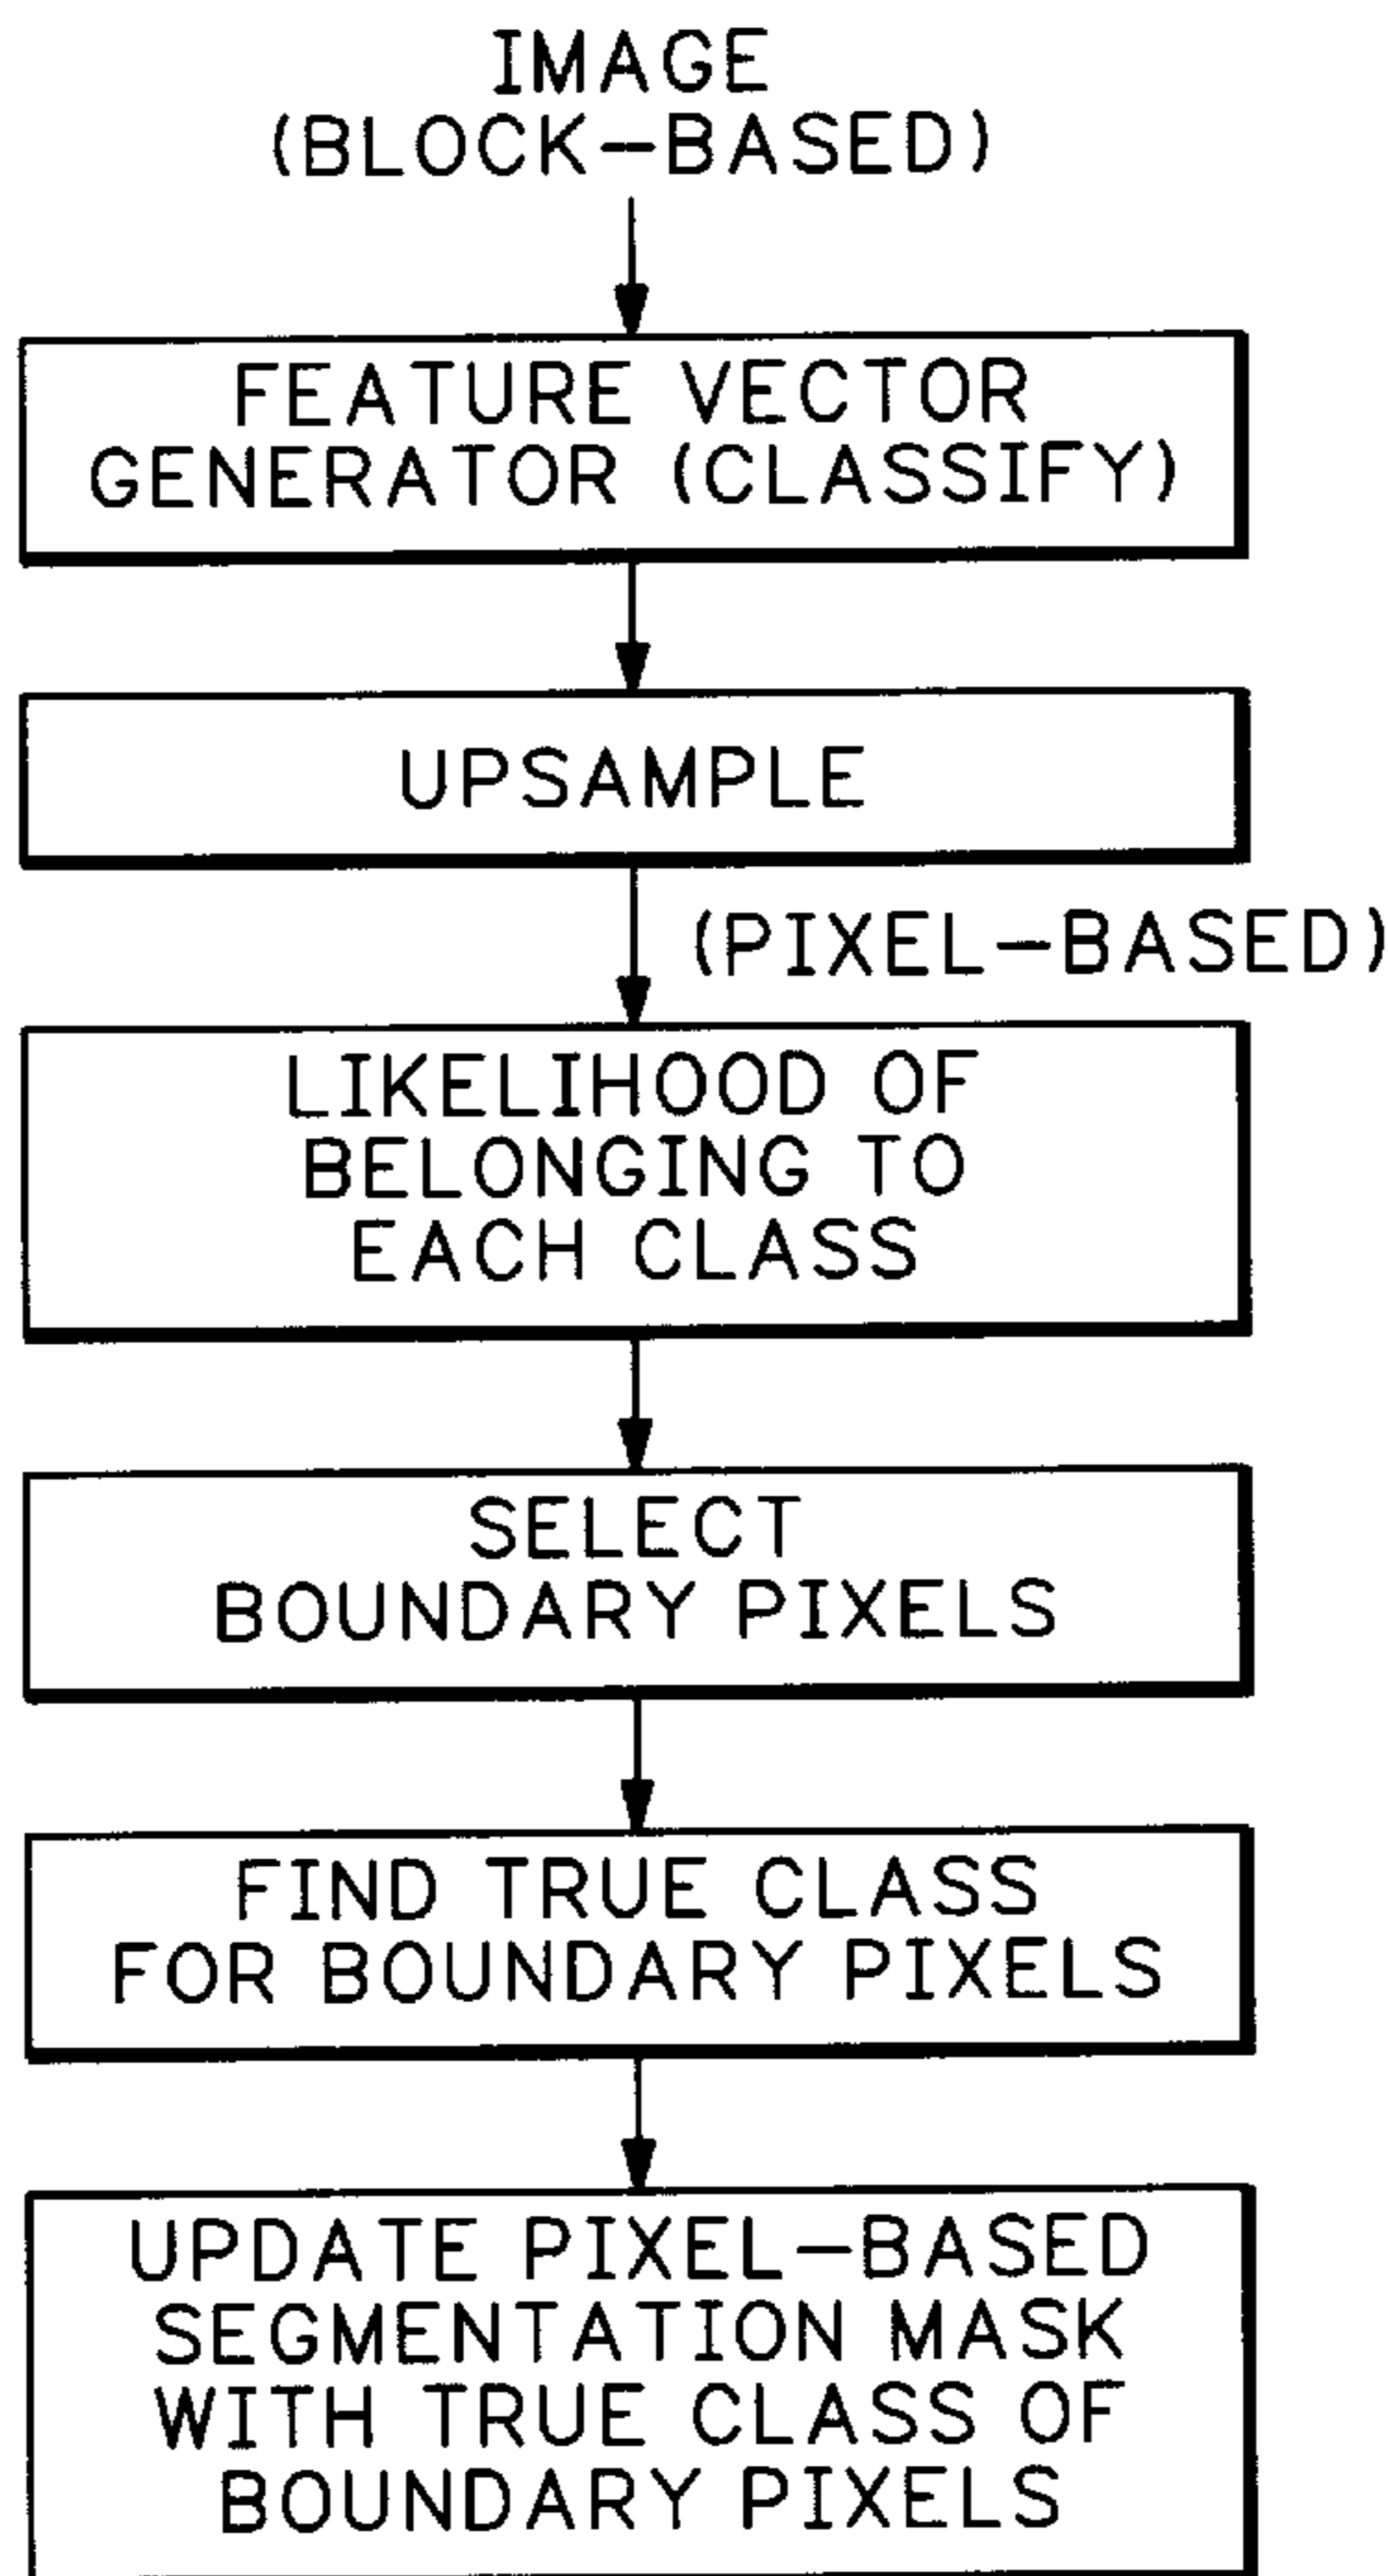 IMAGE
(BLOCK-BASED)
FEATURE VECTOR
GENERATOR (CLASSIFY)
UPSAMPLE
(PIXEL-BASED)
LIKELIHOOD OF
BELONGING TO
EACH CLASS
SELECT
BOUNDARY PIXELS
FIND TRUE CLASS
FOR BOUNDARY PIXELS
UPDATE PIXEL-BASED
SEGMENTATION MASK
WITH TRUE CLASS OF
BOUNDARY PIXELS